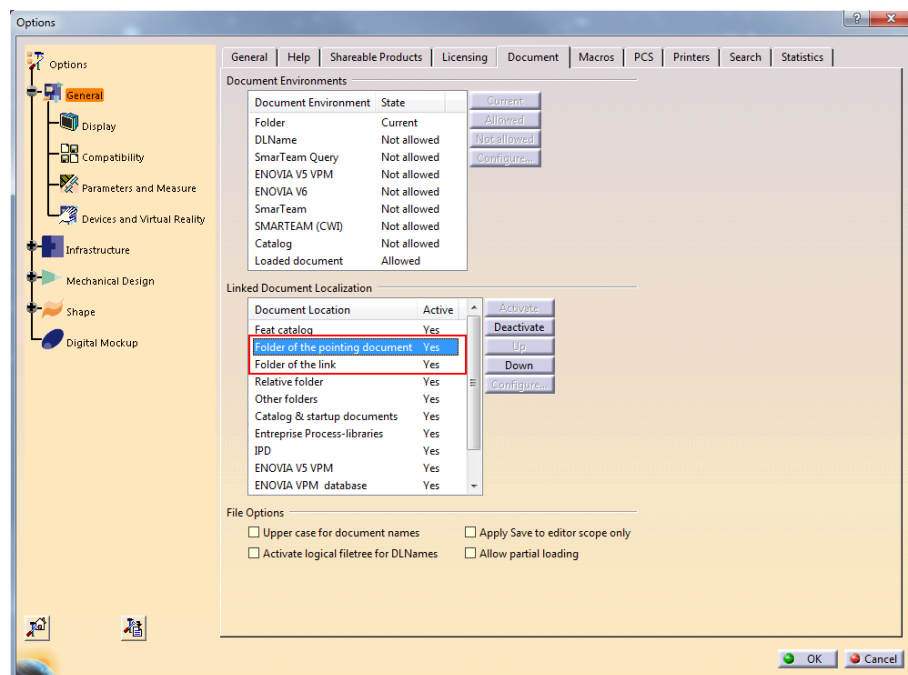 Options
Options
General
Display
Compatibility
Parameters and Measure
Devices and Virtual Reality
Infrastructure
Mechanical Design
Shape
Digital Mockup
General Help Shareable Products Licensing Document Macros PCS Printers Search Statistics
Document Environments
Document Environment State
Folder Current
DLName Not allowed
SmarTeam Query Not allowed
ENOVIA V5 VPM Not allowed
ENOVIA V6 Not allowed
SmarTeam Not allowed
SMARTEAM (CWI) Not allowed
Catalog Not allowed
Loaded document Allowed
Current
Allowed
Not allowed
Configure...
Linked Document Localization
Document Location Active
Feat catalog Yes
Folder of the pointing document Yes
Folder of the link Yes
Relative folder Yes
Other folders Yes
Catalog & startup documents Yes
Entreprise Process-libraries Yes
IPD Yes
ENOVIA V5 VPM Yes
ENOVIA VPM database Yes
Activate
Deactivate
Up
Down
Configure...
File Options
Upper case for document names Apply Save to editor scope only
Activate logical filetree for DLNames Allow partial loading
OK Cancel